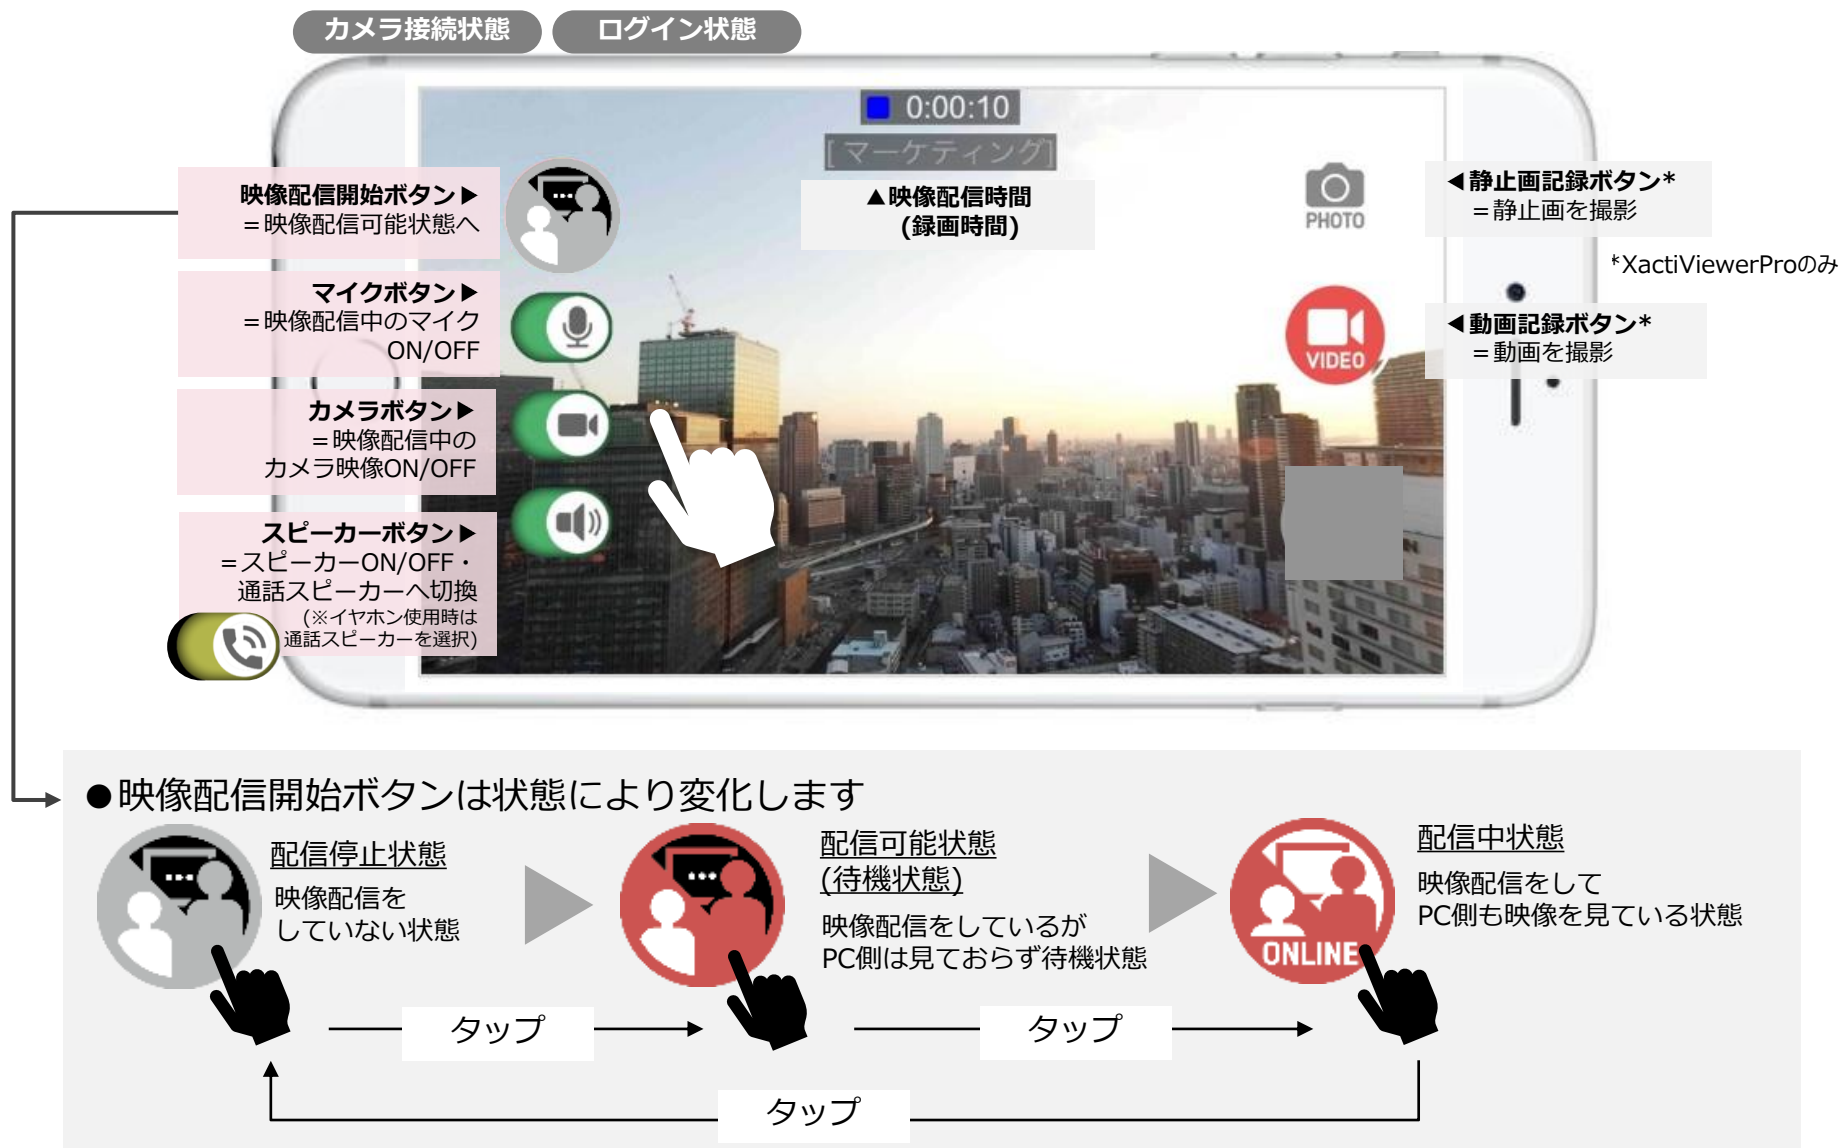 カメラ接続状態
ログイン状態
0:00:10
[ マーケティング]
▲映像配信時間
(録画時間)
映像配信開始ボタン▶
＝映像配信可能状態へ
マイクボタン▶
＝映像配信中のマイク
ON/OFF
カメラボタン▶
＝映像配信中の
カメラ映像ON/OFF
スピーカーボタン▶
＝スピーカーON/OFF・
通話スピーカーへ切換
(※イヤホン使用時は
通話スピーカーを選択)
PHOTO
◀静止画記録ボタン*
＝静止画を撮影
*XactiViewerProのみ
VIDEO
◀動画記録ボタン*
＝動画を撮影
●映像配信開始ボタンは状態により変化します
配信停止状態
映像配信を
していない状態
配信可能状態
(待機状態)
映像配信をしているが
PC側は見ておらず待機状態
ONLINE
配信中状態
映像配信をして
PC側も映像を見ている状態
タップ
タップ
タップ